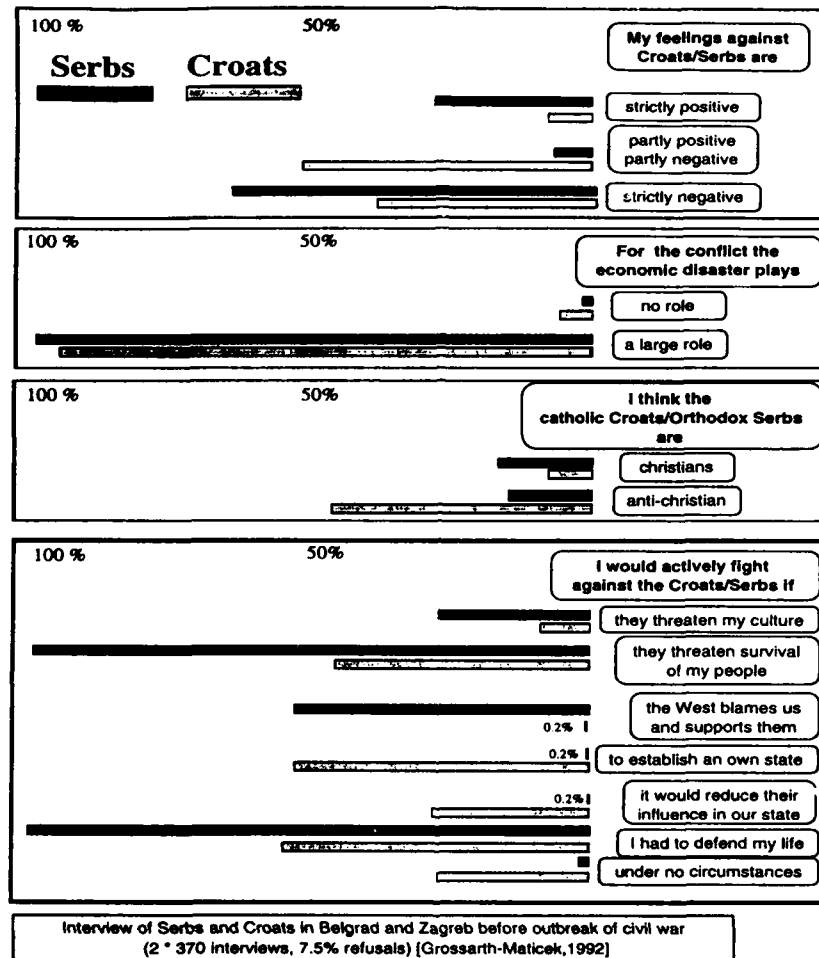 100 % 50%
My feelings against
Croats/Serbs are
Serbs Croats
strictly positive
partly positive
partly negative
strictly negative
100 % 50%
For the conflict the
economic disaster plays
no role
a large role
100 % 50%
I think the
catholic Croats/Orthodox Serbs
are
christians
anti-christian
100 % 50%
I would actively fight
against the Croats/Serbs if
they threaten my culture
they threaten survival
of my people
the West blames us
and supports them
0.2%
0.2%
to establish an own state
0.2%
it would reduce their
influence in our state
I had to defend my life
under no circumstances
Interview of Serbs and Croats in Belgrad and Zagreb before outbreak of civil war
(2 * 370 interviews, 7.5% refusals) [Grossarth-Maticek,1992]